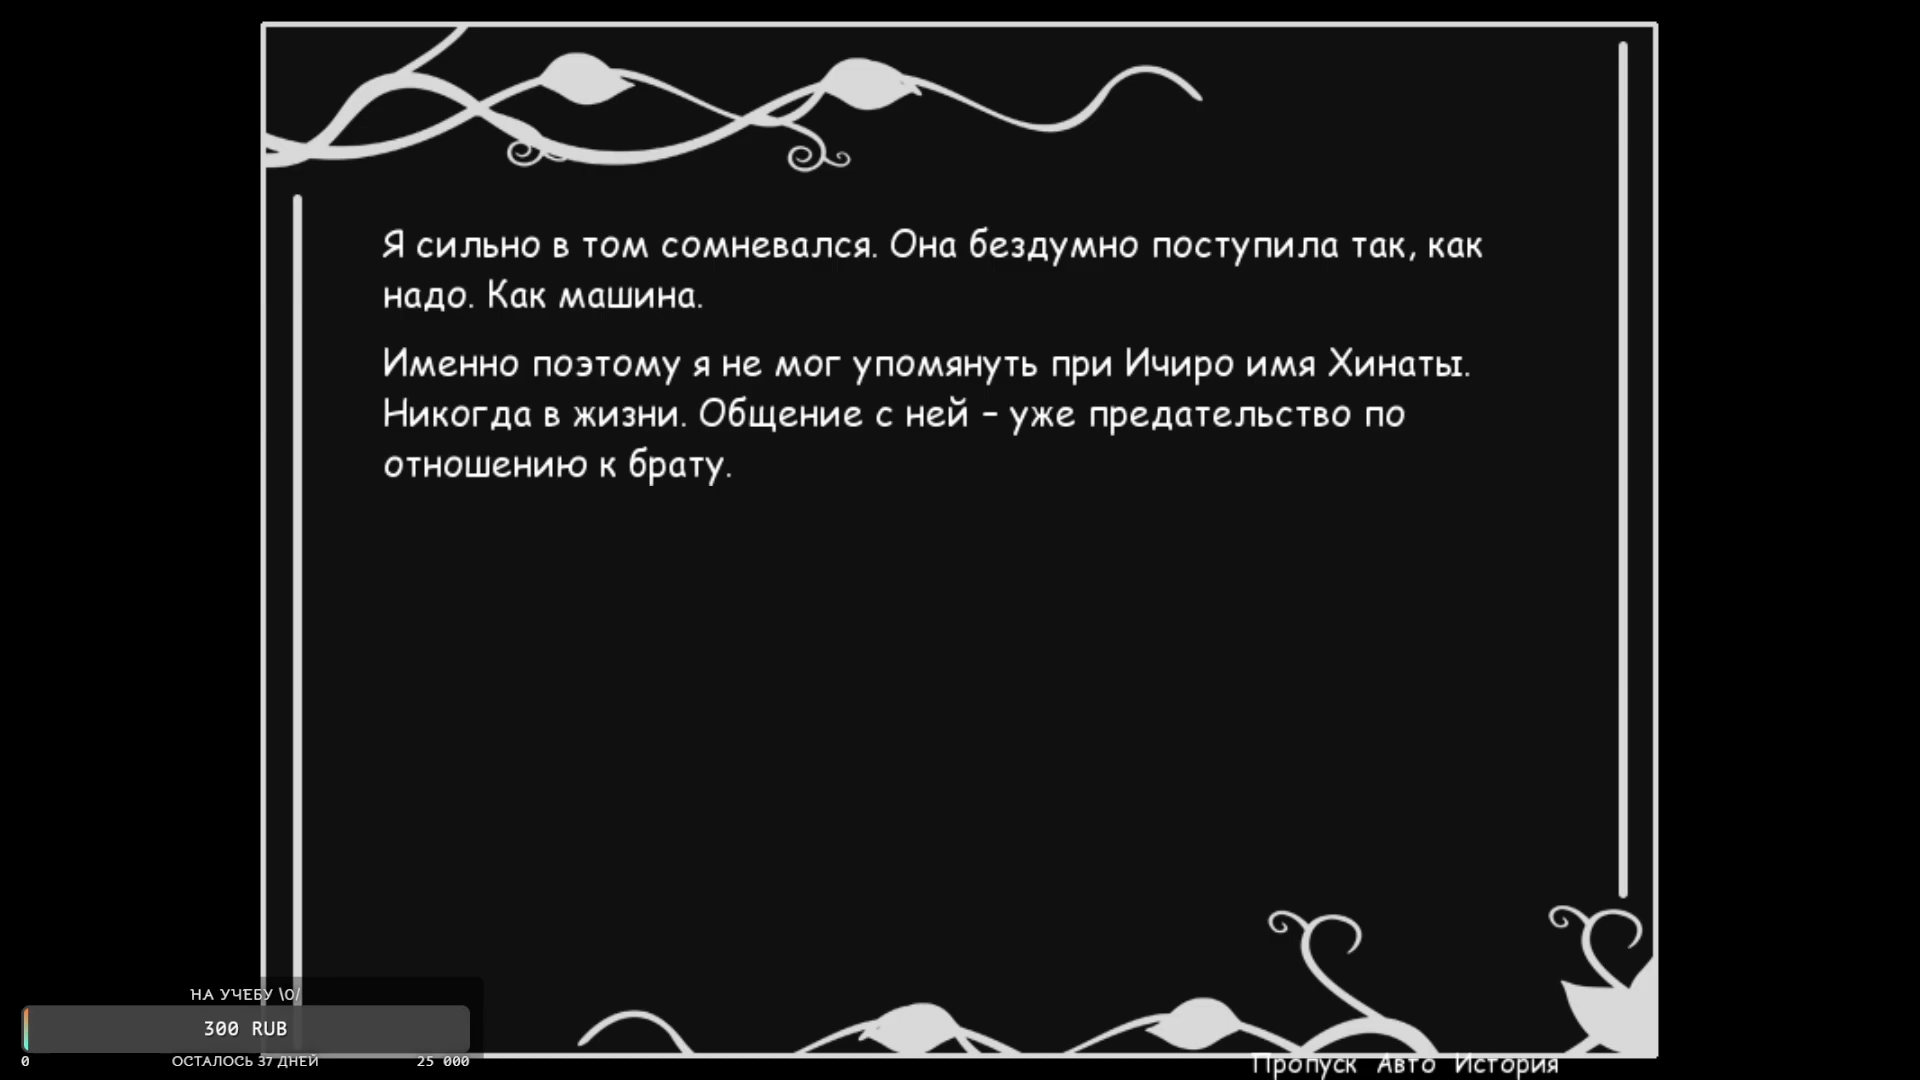 Я сильно в том сомневался. Она бездумно поступила так, как
надо. Как машина.
Именно поэтому я не мог упомянуть при Ичиро имя Хинаты.
Никогда в жизни. Общение с ней – уже предательство по
отношению к брату.
НА УЧЕБУ \0/
300 RUB
0 ОСТАЛОСЬ 37 ДНЕЙ 25 000
Пропуск Авто История